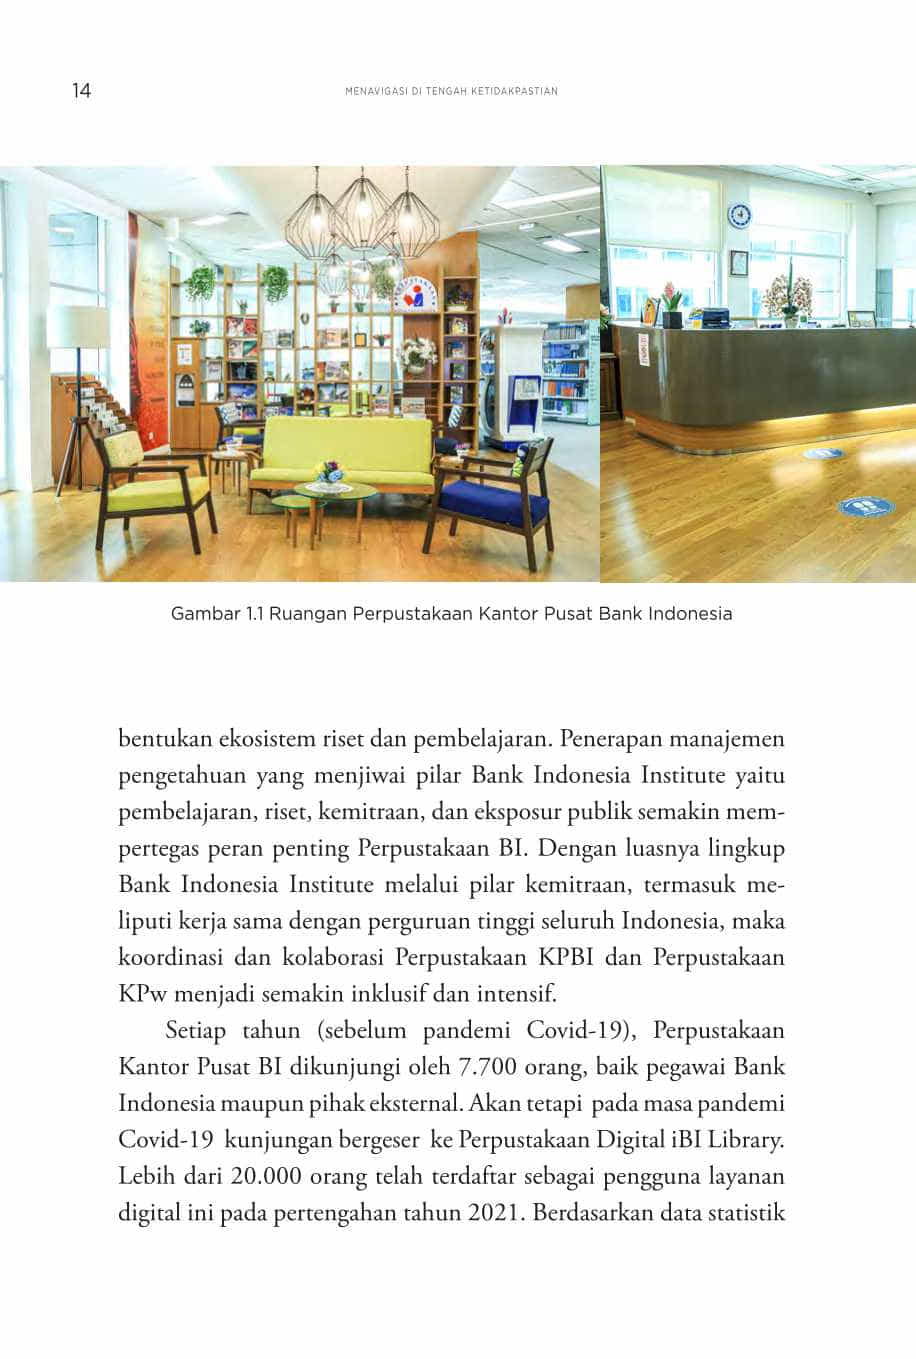 14
MENAVIGASI DI TENGAH KETIDAKPASTIAN
Gambar 1.1 Ruangan Perpustakaan Kantor Pusat Bank Indonesia
bentukan ekosistem riset dan pembelajaran. Penerapan manajemen
pengetahuan yang menjiwai pilar Bank Indonesia Institute yaitu
pembelajaran, riset, kemitraan, dan eksposur publik semakin mem-
pertegas peran penting Perpustakaan BI. Dengan luasnya lingkup
Bank Indonesia Institute melalui pilar kemitraan, termasuk me-
liputi kerja sama dengan perguruan tinggi seluruh Indonesia, maka
koordinasi dan kolaborasi Perpustakaan KPBI dan Perpustakaan
KPw menjadi semakin inklusif dan intensif.
Setiap tahun (sebelum pandemi Covid-19), Perpustakaan
Kantor Pusat BI dikunjungi oleh 7.700 orang, baik pegawai Bank
Indonesia maupun pihak eksternal. Akan tetapi pada masa pandemi
Covid-19 kunjungan bergeser ke Perpustakaan Digital iBI Library.
Lebih dari 20.000 orang telah terdaftar sebagai pengguna layanan
digital ini pada pertengahan tahun 2021. Berdasarkan data statistik